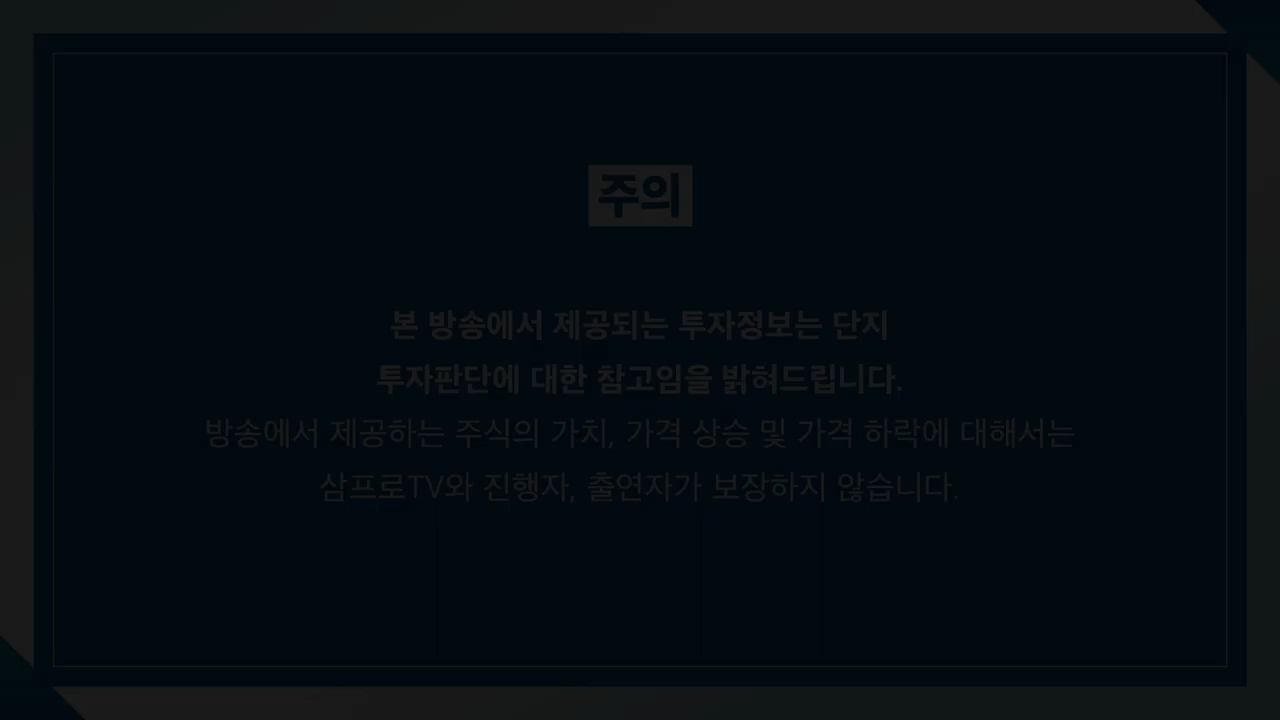 주의
본 방송에서 제공되는 투자정보는 단지
투자판단에 대한 참고임을 밝혀드립니다.
방송에서 제공하는 주식의 가치, 가격 상승 및 가격 하락에 대해서는
삼프로TV와 진행자, 출연자가 보장하지 않습니다.